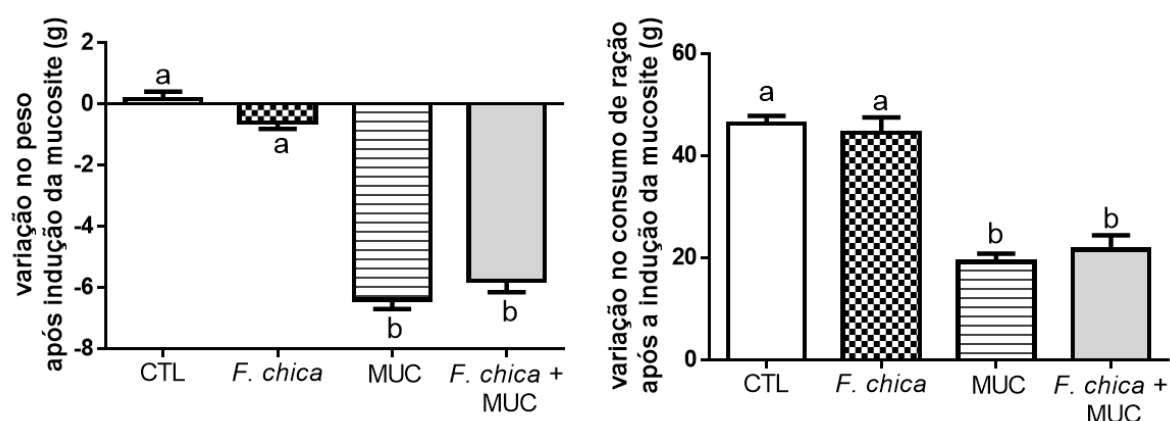 variação no peso
após indução da mucosite (g)
2
0
-2
-4
-6
-8
a
a
b
b
CTL
F. chica
MUC
F. chica +
MUC
variação no consumo de ração
após a indução da mucosite (g)
60
40
20
0
a
a
b
b
CTL
F. chica
MUC
F. chica +
MUC